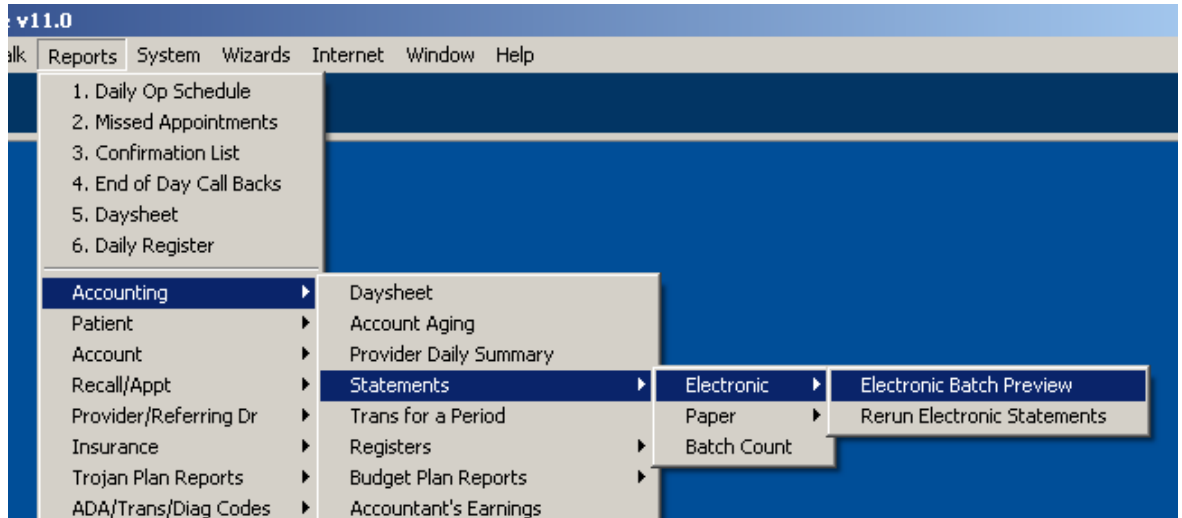 v11.0
Reports System Wizards Internet Window Help
1. Daily Op Schedule
2. Missed Appointments
3. Confirmation List
4. End of Day Call Backs
5. Daysheet
6. Daily Register
Accounting
Patient
Account
Recall/Appt
Provider/Referring Dr
Insurance
Trojan Plan Reports
ADA/Trans/Diag Codes
Daysheet
Account Aging
Provider Daily Summary
Statements
Trans for a Period
Registers
Budget Plan Reports
Accountant's Earnings
Electronic
Paper
Batch Count
Electronic Batch Preview
Rerun Electronic Statements